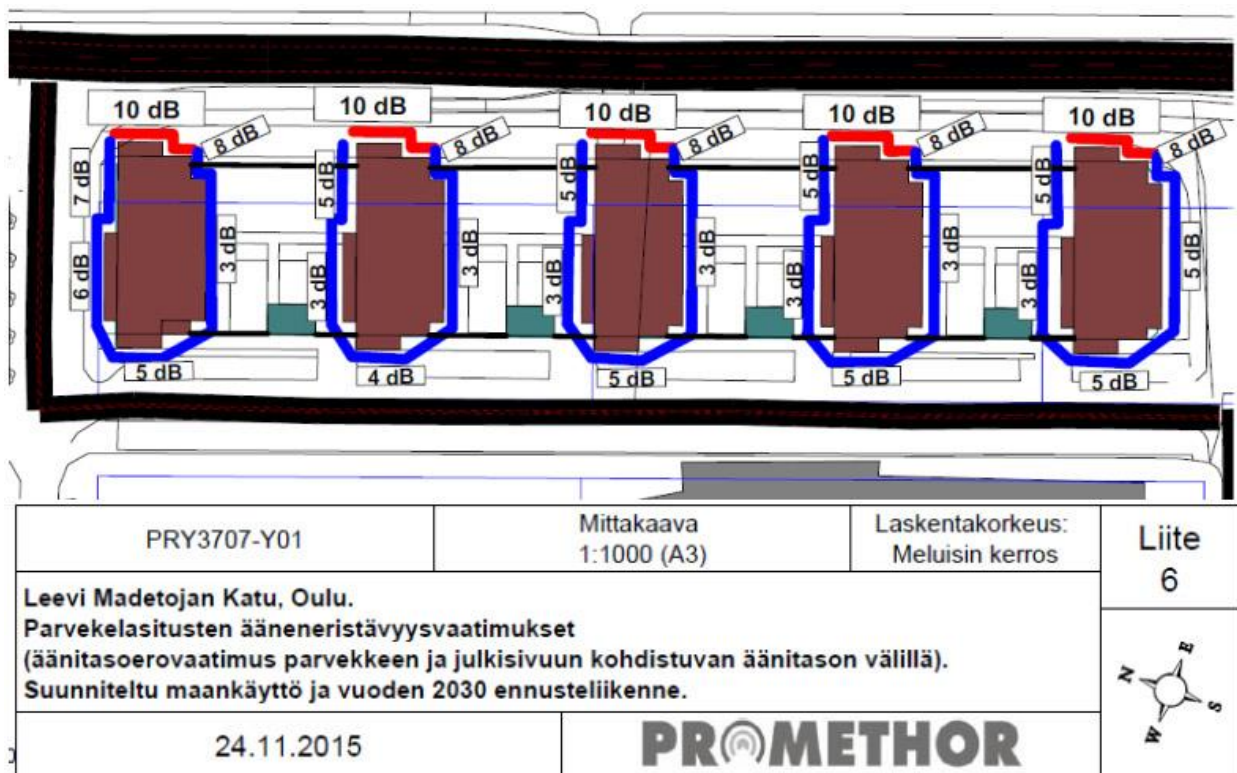 10 dB
10 dB
10 dB
10 dB
10 dB
8 dB
8 dB
8 dB
8 dB
8 dB
7 dB
5 dB
5 dB
5 dB
5 dB
6 dB
3 dB
3 dB
3 dB
3 dB
3 dB
3 dB
3 dB
3 dB
5 dB
5 dB
4 dB
5 dB
5 dB
5 dB
PRY3707-Y01
Mittakaava
1:1000 (A3)
Laskentakorkeus:
Meluisin kerros
Liite
6
Leevi Madetojan Katu, Oulu.
Parvekelasitusten ääneneristävyysvaatimukset
(äänitasoerovaatimus parvekkeen ja julkisivuun kohdistuvan äänitason välillä).
Suunniteltu maankäyttö ja vuoden 2030 ennusteliikenne.
N
E
W
S
24.11.2015
PROMETHOR